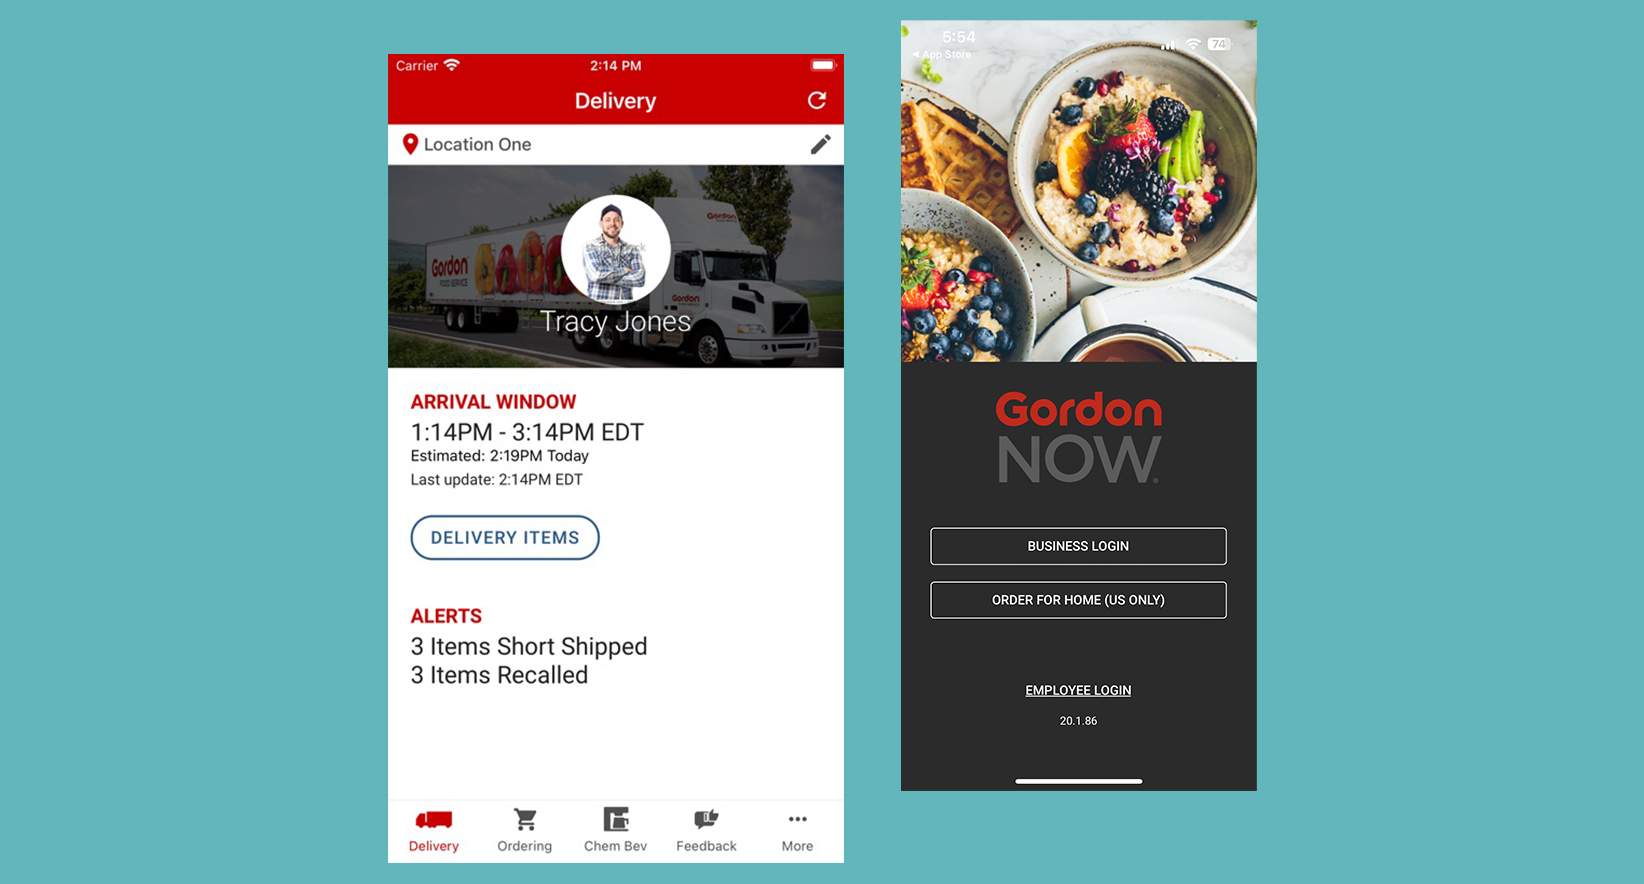 Carrier
2:14 PM
Delivery
Location One
Gordon
FOOD SERVICE
Gordon
Gordon
Tracy Jones
ARRIVAL WINDOW
1:14PM - 3:14PM EDT
Estimated: 2:19PM Today
Last update: 2:14PM EDT
DELIVERY ITEMS
ALERTS
3 Items Short Shipped
3 Items Recalled
Delivery
Ordering
Chem Bev
Feedback
More
5:54
74
◀ App Store
Gordon
NOW®
BUSINESS LOGIN
ORDER FOR HOME (US ONLY)
EMPLOYEE LOGIN
20.1.86